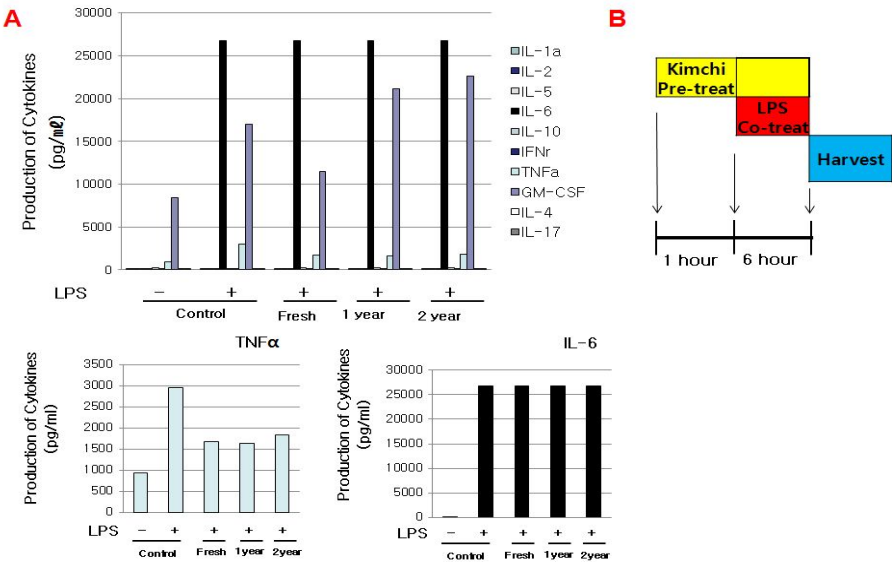 A
Production of Cytokines
(pg/㎖)
30000
25000
20000
15000
10000
5000
0
LPS
− + + + +
Control Fresh 1 year 2 year
IL-1a
IL-2
IL-5
IL-6
IL-10
IFNr
TNFa
GM-CSF
IL-4
IL-17
B
Kimchi
Pre-treat
LPS
Co-treat
Harvest
1 hour 6 hour
TNFα
Production of Cytokines
(pg/ml)
3500
3000
2500
2000
1500
1000
500
0
LPS − + + + +
Control Fresh 1year 2year
IL-6
Production of Cytokines
(pg/ml)
30000
25000
20000
15000
10000
5000
0
LPS − + + + +
Control Fresh 1year 2year